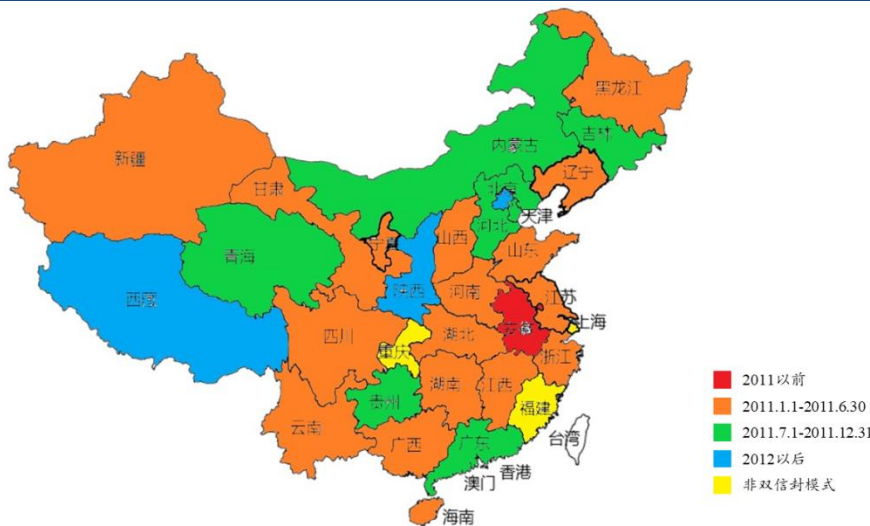 黑龙江
吉林
内蒙古
新疆
辽宁
甘肃
北京
天津
河北
宁夏
山西
山东
青海
西藏
陕西
河南
江苏
上海
四川
湖北
重庆
浙江
湖南
江西
贵州
福建
云南
广西
广东
台湾
香港
澳门
海南
2011以前
2011.1.1-2011.6.30
2011.7.1-2011.12.31
2012以后
非双信封模式